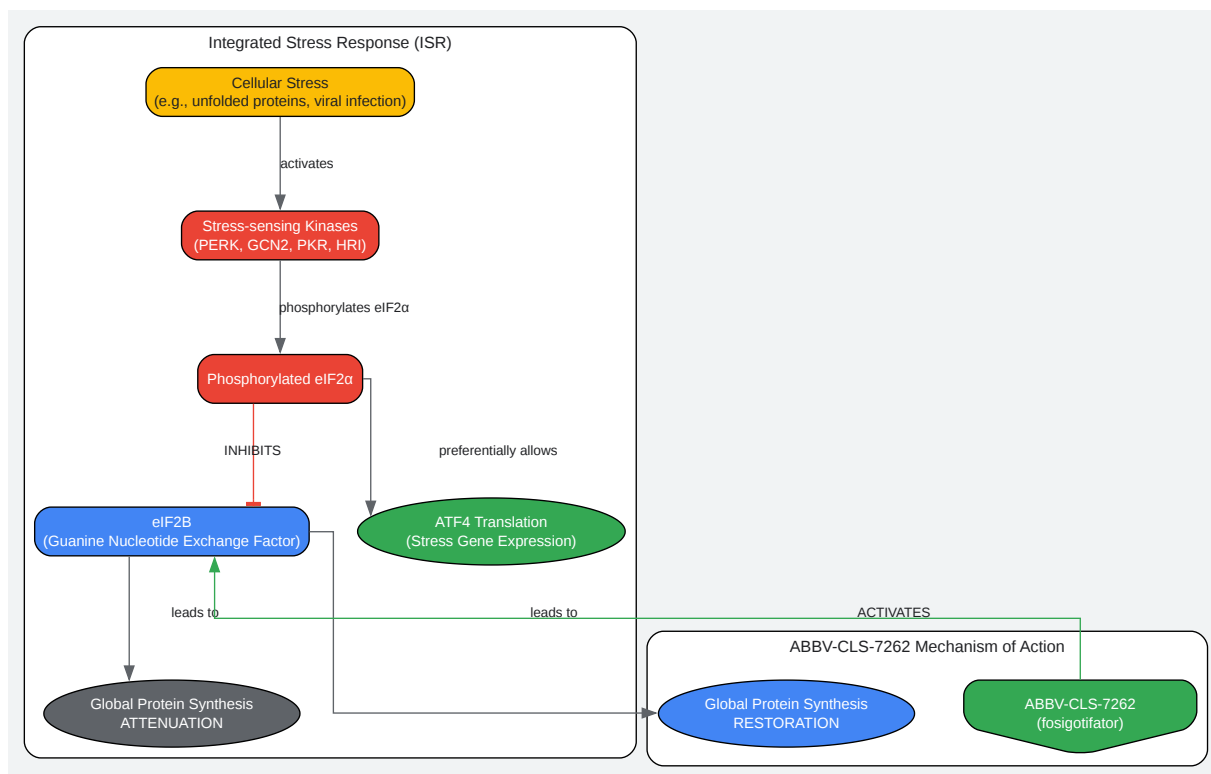 Integrated Stress Response (ISR)
Cellular Stress
(e.g., unfolded proteins, viral infection)
activates
Stress-sensing Kinases
(PERK, GCN2, PKR, HRI)
phosphorylates eIF2α
Phosphorylated eIF2α
INHIBITS
preferentially allows
eIF2B
(Guanine Nucleotide Exchange Factor)
ATF4 Translation
(Stress Gene Expression)
leads to
leads to
ACTIVATES
ABBV-CLS-7262 Mechanism of Action
Global Protein Synthesis
ATTENUATION
Global Protein Synthesis
RESTORATION
ABBV-CLS-7262
(fosigotifator)